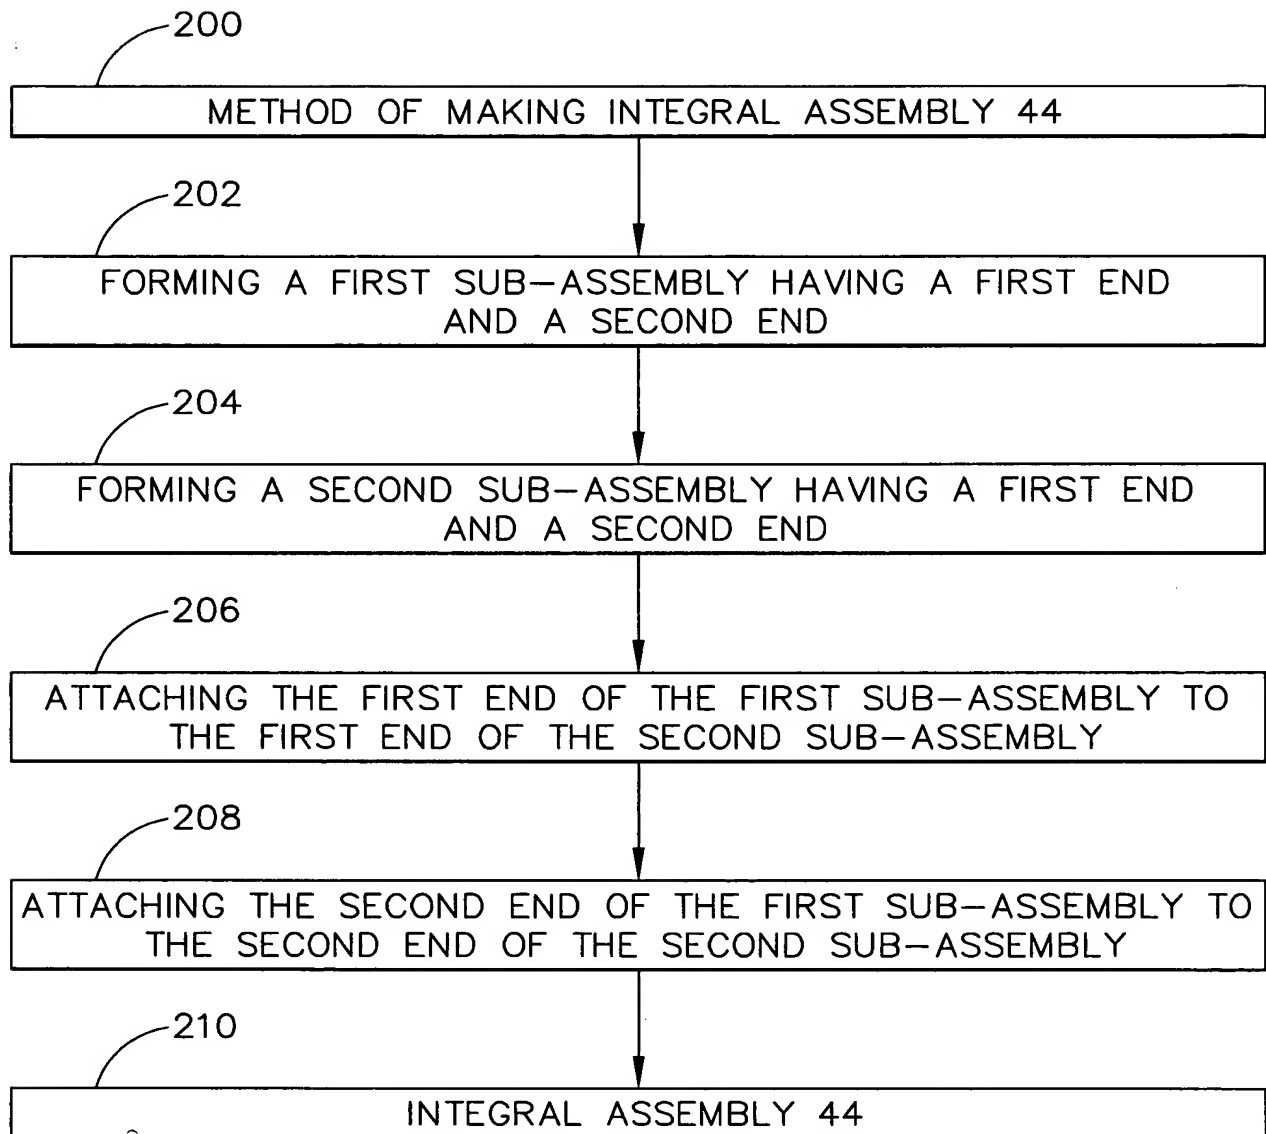 200
METHOD OF MAKING INTEGRAL ASSEMBLY 44
202
FORMING A FIRST SUB-ASSEMBLY HAVING A FIRST END
AND A SECOND END
204
FORMING A SECOND SUB-ASSEMBLY HAVING A FIRST END
AND A SECOND END
206
ATTACHING THE FIRST END OF THE FIRST SUB-ASSEMBLY TO
THE FIRST END OF THE SECOND SUB-ASSEMBLY
208
ATTACHING THE SECOND END OF THE FIRST SUB-ASSEMBLY TO
THE SECOND END OF THE SECOND SUB-ASSEMBLY
210
INTEGRAL ASSEMBLY 44